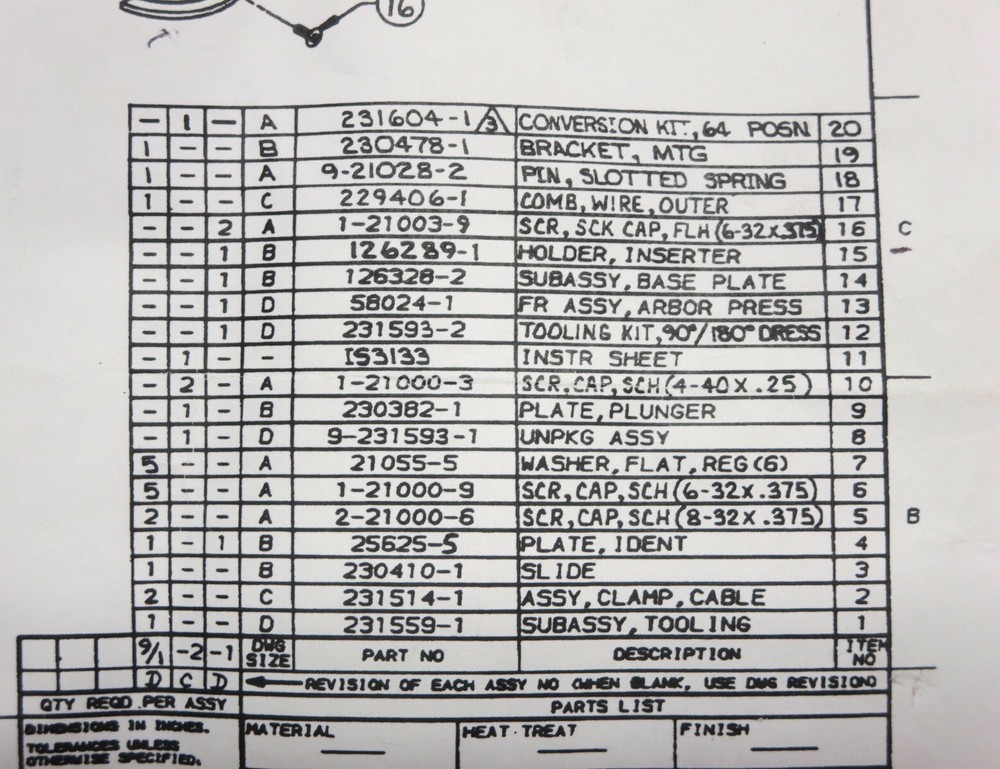 16
- 1 - A 231604-1 3 CONVERSION KIT, 64 POSN 20
1 - - B 230478-1 BRACKET, MTG 19
1 - - A 9-21028-2 PIN, SLOTTED SPRING 18
1 - - C 229406-1 COMB, WIRE, OUTER 17
- - 2 A 1-21003-9 SCR, SCK CAP, FLH (6-32X.375) 16
C
- - 1 B 126289-1 HOLDER, INSERTER 15
- - 1 B 126328-2 SUBASSY, BASE PLATE 14
- - 1 D 58024-1 FR ASSY, ARBOR PRESS 13
- - 1 D 231593-2 TOOLING KIT, 90°/180° DRESS 12
- 1 - - IS3133 INSTR SHEET 11
- 2 - A 1-21000-3 SCR, CAP, SCH (4-40X.25) 10
- 1 - B 230382-1 PLATE, PLUNGER 9
- 1 - D 9-231593-1 UNPKG ASSY 8
5 - - A 21055-5 WASHER, FLAT, REG (6) 7
5 - - A 1-21000-9 SCR, CAP, SCH (6-32X.375) 6
2 - - A 2-21000-6 SCR, CAP, SCH (8-32X.375) 5
B
1 - 1 B 25625-5 PLATE, IDENT 4
1 - - B 230410-1 SLIDE 3
2 - - C 231514-1 ASSY, CLAMP, CABLE 2
1 - - D 231559-1 SUBASSY, TOOLING 1
9/1 -2 -1 DWG SIZE PART NO DESCRIPTION ITEM NO
D C D REVISION OF EACH ASSY NO (WHEN BLANK, USE DWG REVISION)
QTY REQD PER ASSY PARTS LIST
DIMENSIONS IN INCHES. MATERIAL HEAT TREAT FINISH
TOLERANCES UNLESS
OTHERWISE SPECIFIED.